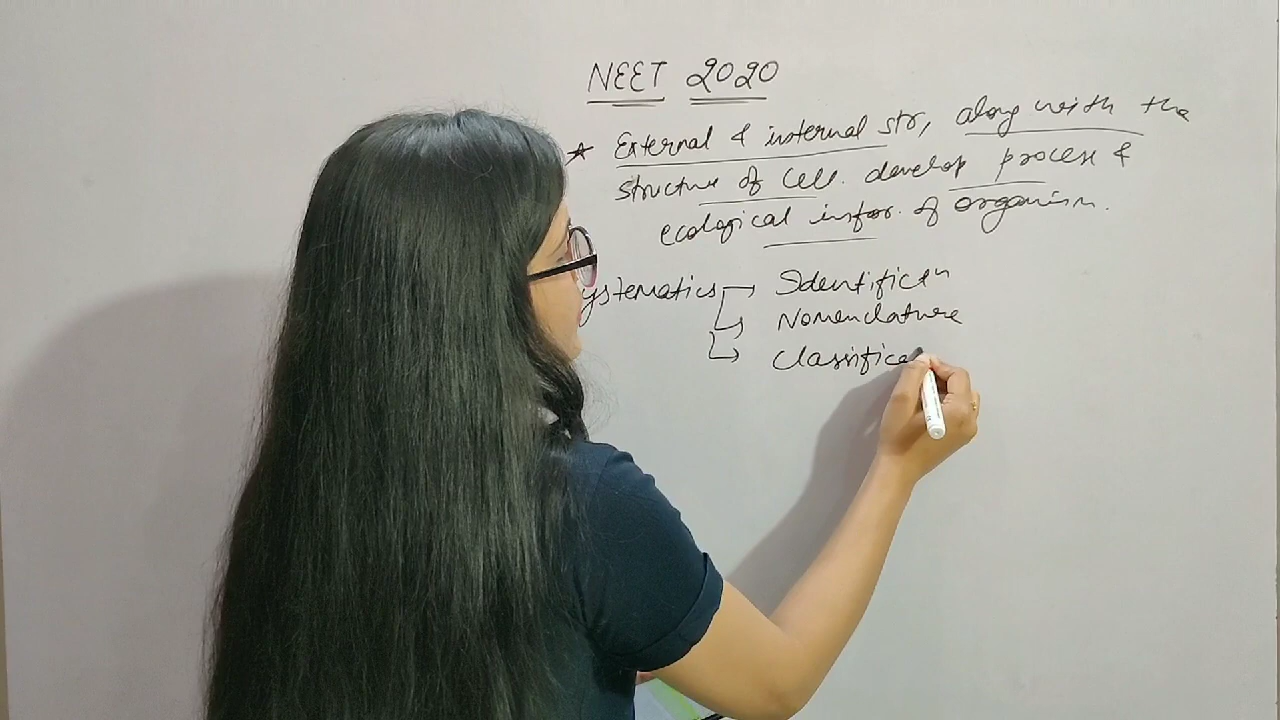 NEET 2020
* External & internal str, along with the
structure of cell. develop process &
ecological infor. of organism.
ystematics → Identificⁿ
→ Nomenclature
→ Classifica